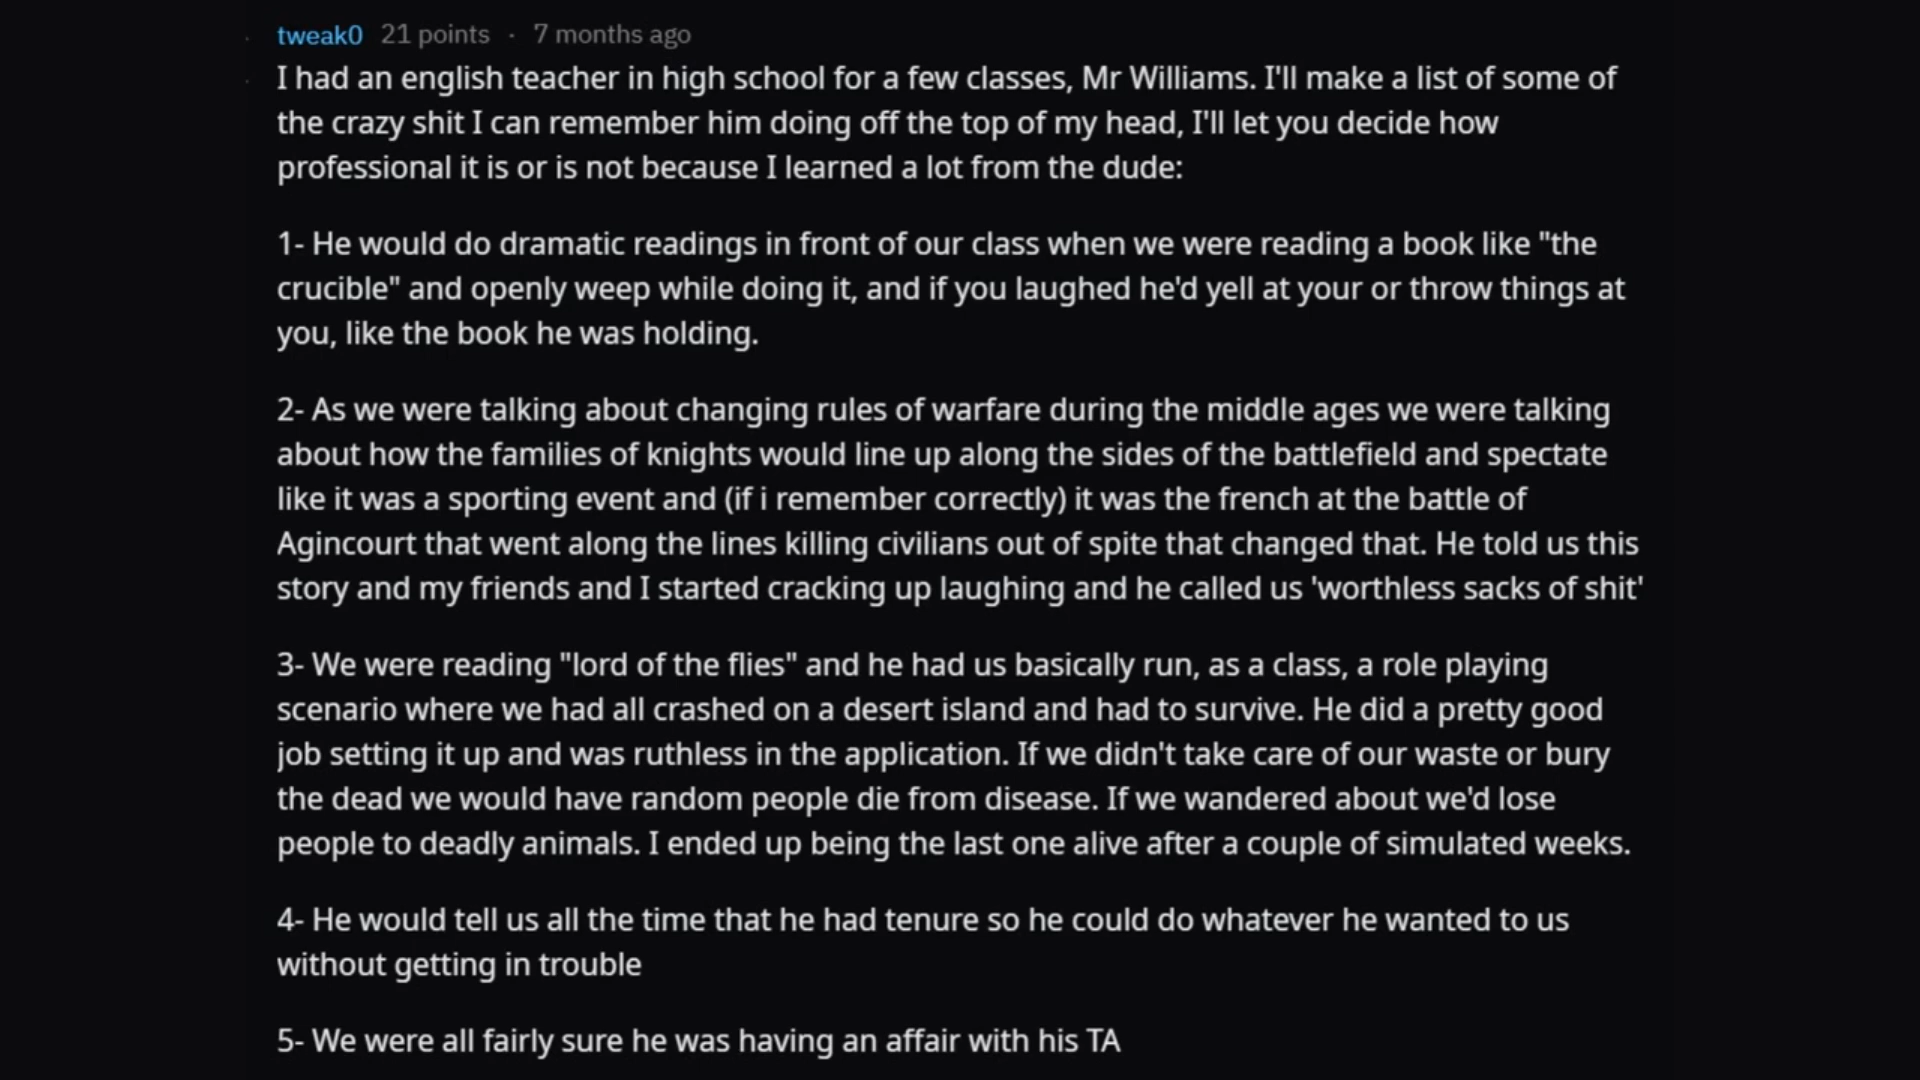 tweak0 21 points · 7 months ago
I had an english teacher in high school for a few classes, Mr Williams. I'll make a list of some of
the crazy shit I can remember him doing off the top of my head, I'll let you decide how
professional it is or is not because I learned a lot from the dude:
1- He would do dramatic readings in front of our class when we were reading a book like "the
crucible" and openly weep while doing it, and if you laughed he'd yell at your or throw things at
you, like the book he was holding.
2- As we were talking about changing rules of warfare during the middle ages we were talking
about how the families of knights would line up along the sides of the battlefield and spectate
like it was a sporting event and (if i remember correctly) it was the french at the battle of
Agincourt that went along the lines killing civilians out of spite that changed that. He told us this
story and my friends and I started cracking up laughing and he called us 'worthless sacks of shit'
3- We were reading "lord of the flies" and he had us basically run, as a class, a role playing
scenario where we had all crashed on a desert island and had to survive. He did a pretty good
job setting it up and was ruthless in the application. If we didn't take care of our waste or bury
the dead we would have random people die from disease. If we wandered about we'd lose
people to deadly animals. I ended up being the last one alive after a couple of simulated weeks.
4- He would tell us all the time that he had tenure so he could do whatever he wanted to us
without getting in trouble
5- We were all fairly sure he was having an affair with his TA